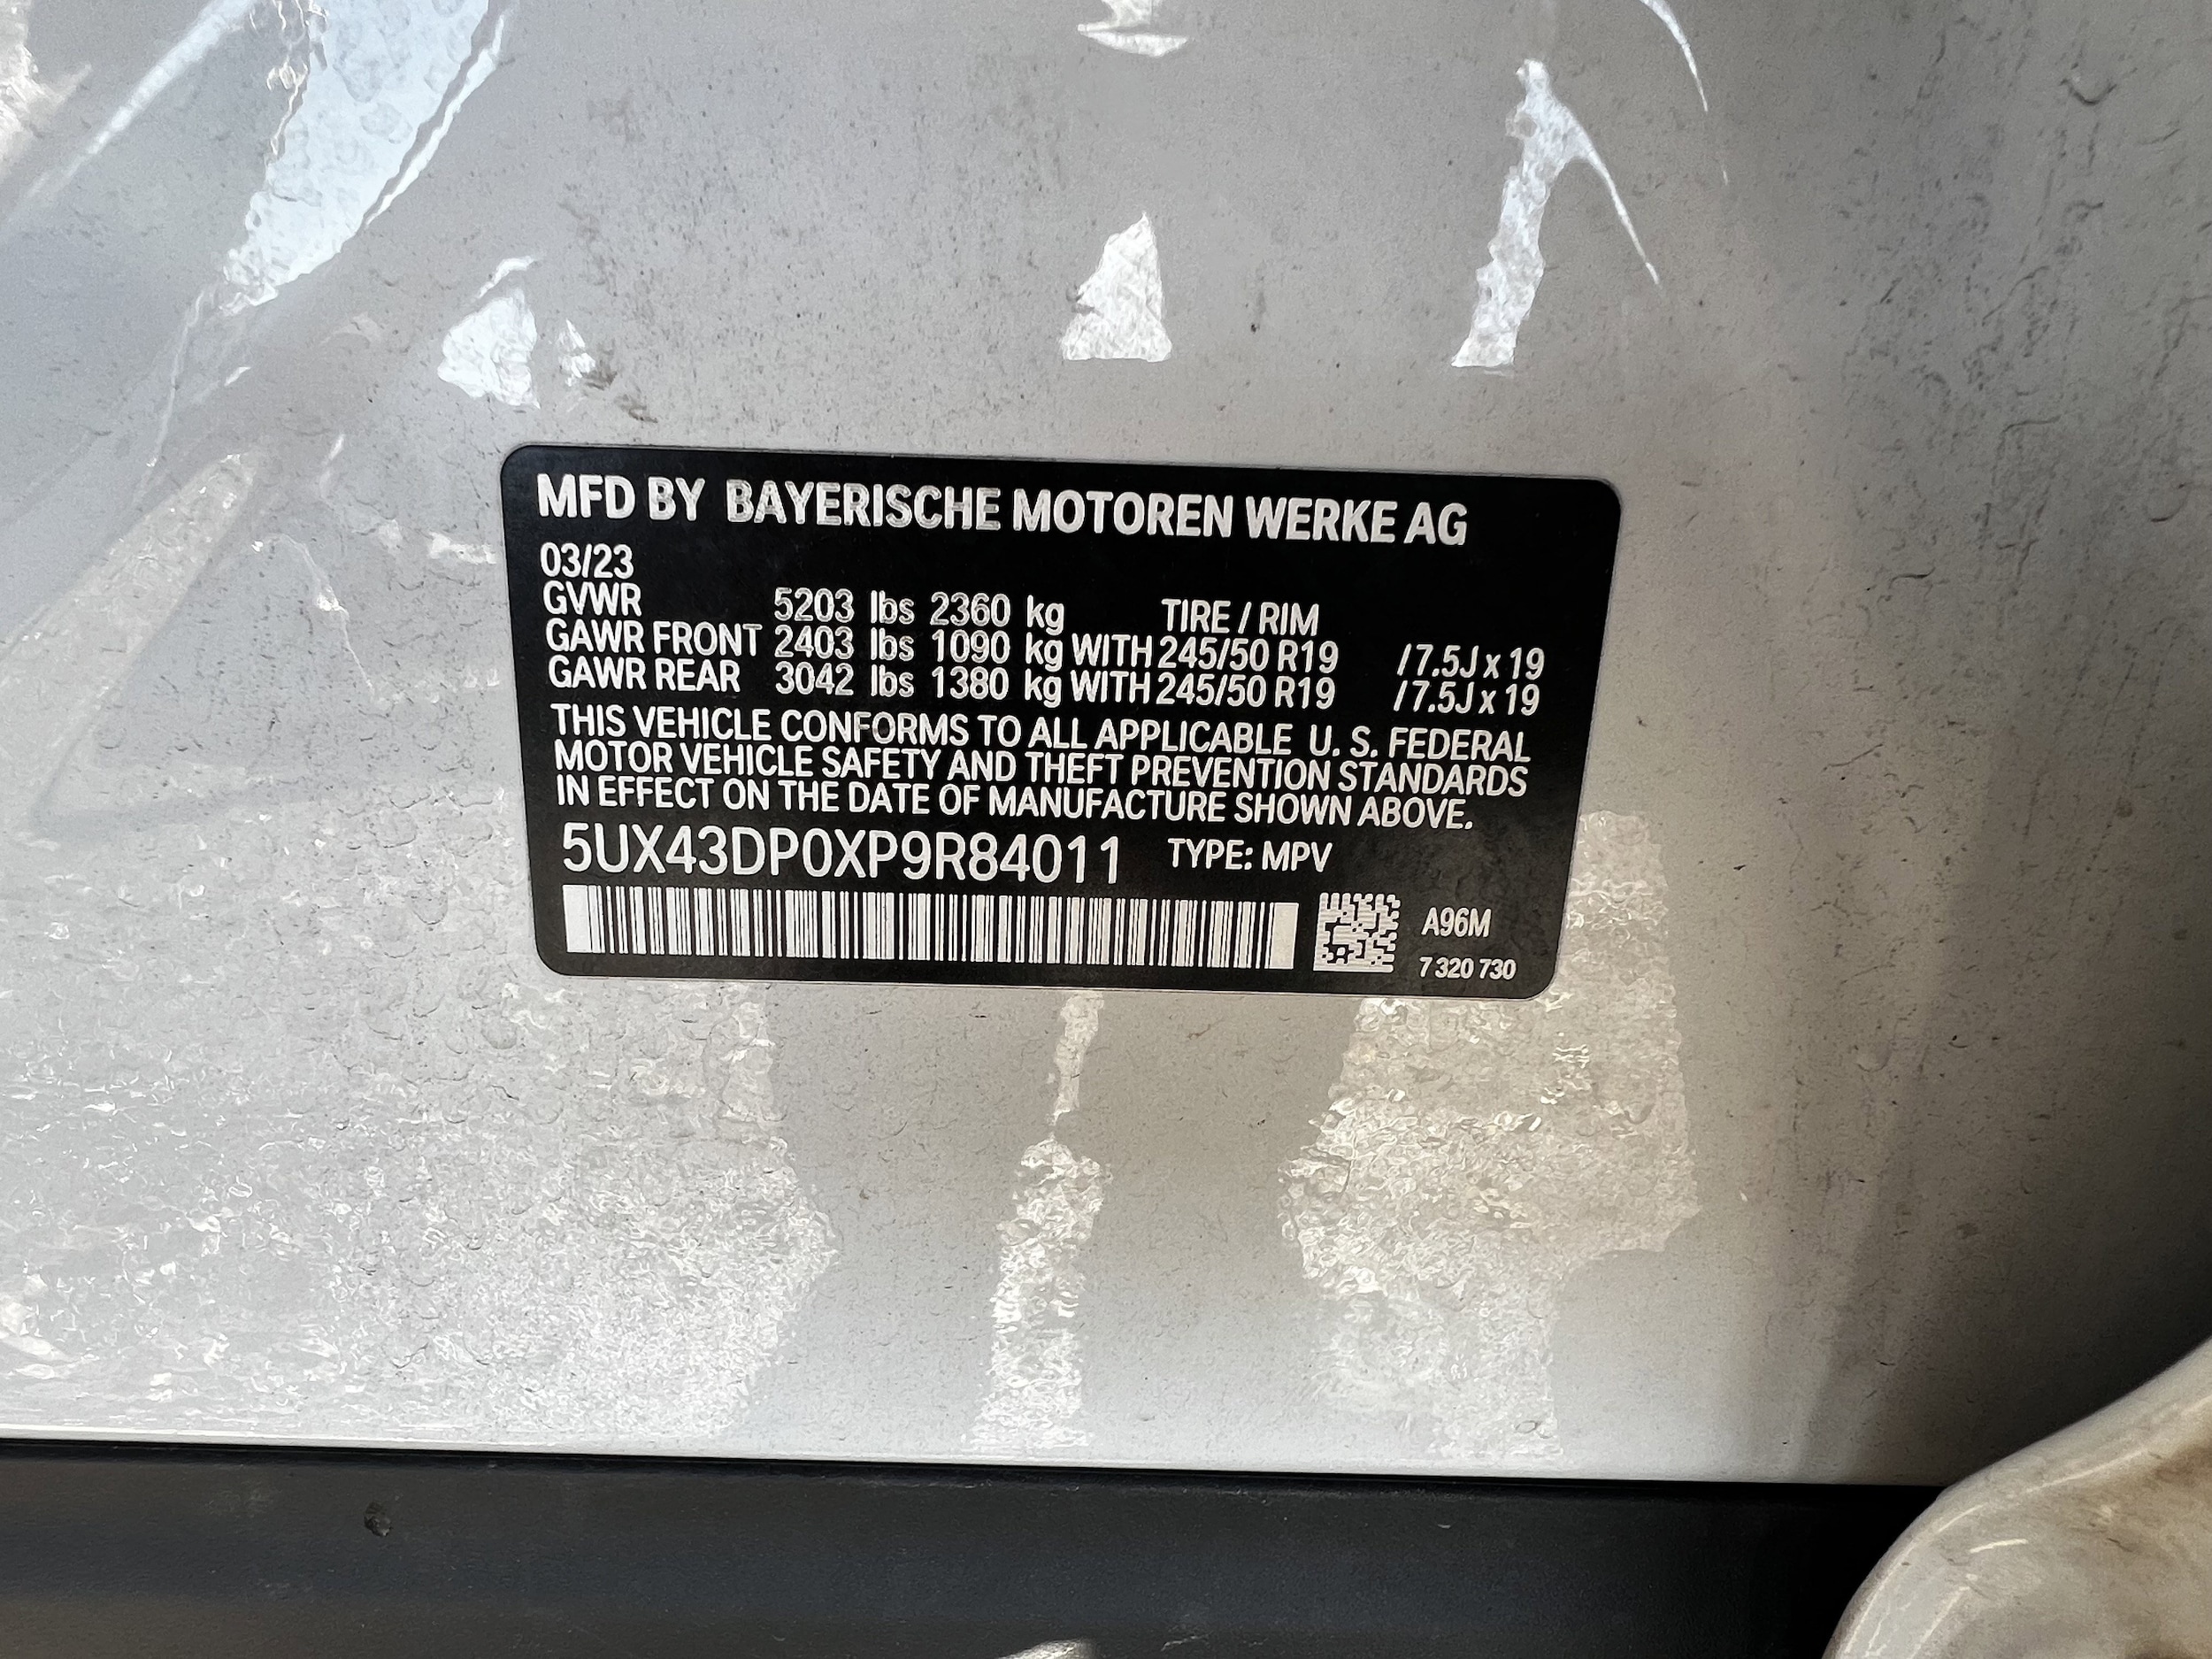 MFD BY BAYERISCHE MOTOREN WERKE AG
03/23
GVWR 5203 lbs 2360 kg TIRE / RIM
GAWR FRONT 2403 lbs 1090 kg WITH 245/50 R19 / 7.5J x 19
GAWR REAR 3042 lbs 1380 kg WITH 245/50 R19 / 7.5J x 19
THIS VEHICLE CONFORMS TO ALL APPLICABLE U. S. FEDERAL
MOTOR VEHICLE SAFETY AND THEFT PREVENTION STANDARDS
IN EFFECT ON THE DATE OF MANUFACTURE SHOWN ABOVE.
5UX43DP0XP9R84011 TYPE: MPV
A96M
7 320 730